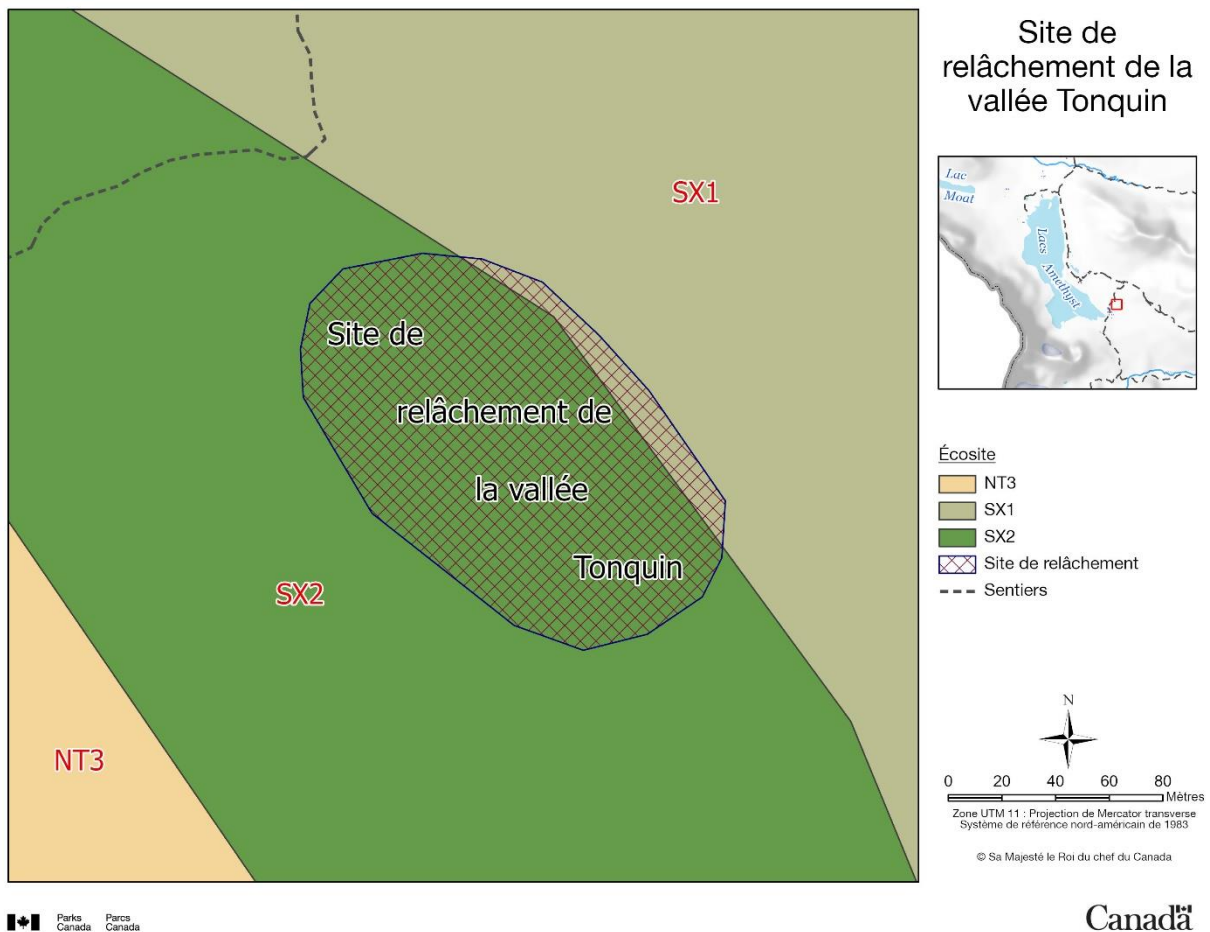 Site de
relâchement de la
vallée Tonquin
Lac
Moat
Lacs
Amethyst
SX1
Site de
relâchement de
la vallée
Tonquin
SX2
NT3
Écosite
NT3
SX1
SX2
Site de relâchement
Sentiers
N
0 20 40 60 80
Mètres
Zone UTM 11 : Projection de Mercator transverse
Système de référence nord-américain de 1983
© Sa Majesté le Roi du chef du Canada
Parks Parcs
Canada Canada
Canada